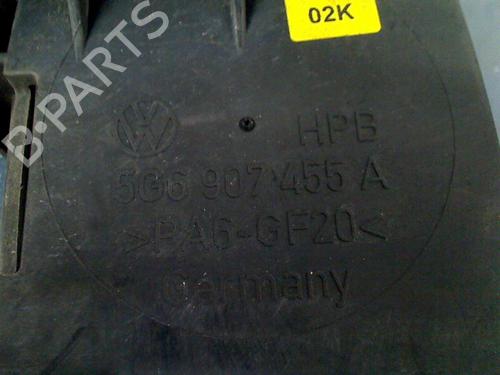 02K
B-PARTS
HPB
5G6 907 455 A
>PA6-GF20<
Germany